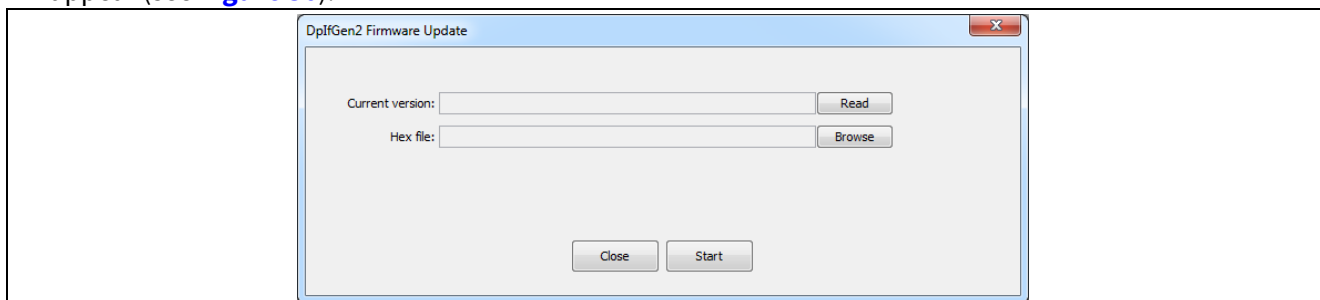 DpIfGen2 Firmware Update
Current version:
Read
Hex file:
Browse
Close
Start